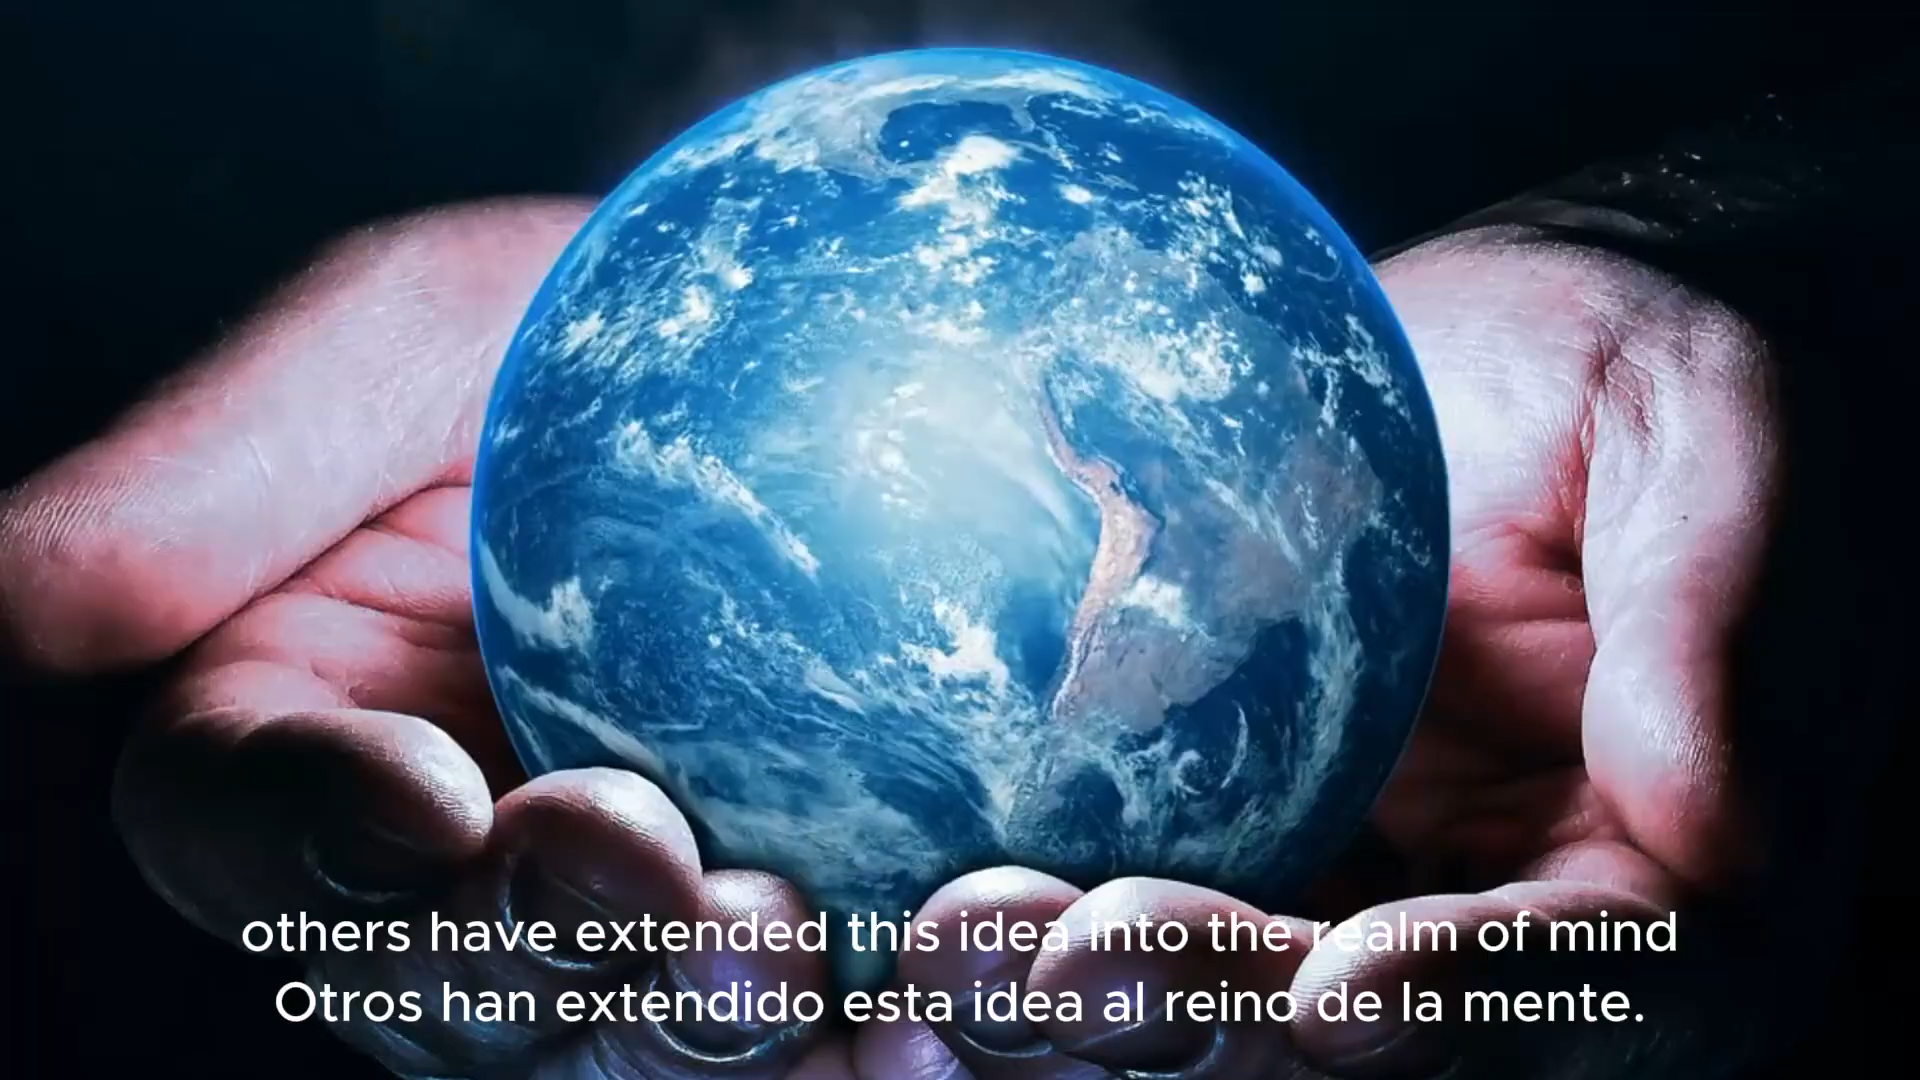 others have extended this idea into the realm of mind
Otros han extendido esta idea al reino de la mente.